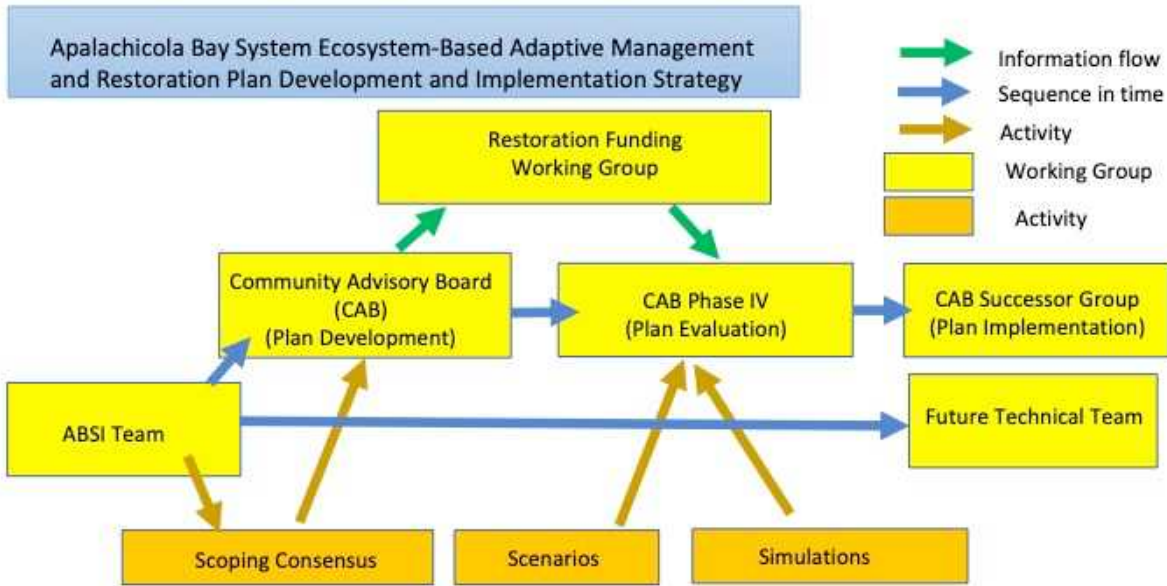 Apalachicola Bay System Ecosystem-Based Adaptive Management
and Restoration Plan Development and Implementation Strategy
Information flow
Sequence in time
Activity
Working Group
Activity
Restoration Funding
Working Group
Community Advisory Board
(CAB)
(Plan Development)
CAB Phase IV
(Plan Evaluation)
CAB Successor Group
(Plan Implementation)
ABSI Team
Future Technical Team
Scoping Consensus
Scenarios
Simulations